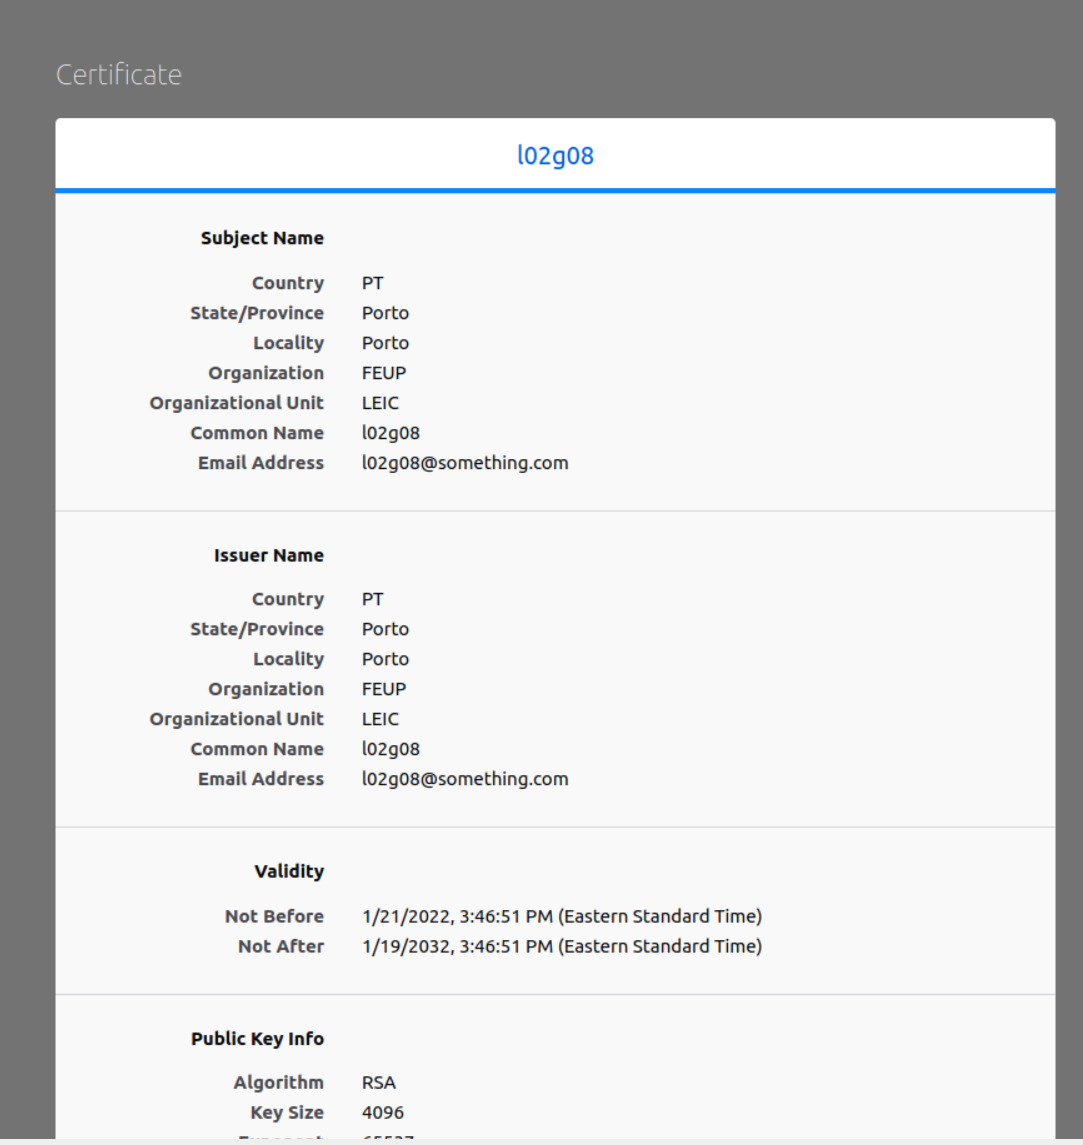 Certificate
l02g08
Subject Name
Country PT
State/Province Porto
Locality Porto
Organization FEUP
Organizational Unit LEIC
Common Name l02g08
Email Address l02g08@something.com
Issuer Name
Country PT
State/Province Porto
Locality Porto
Organization FEUP
Organizational Unit LEIC
Common Name l02g08
Email Address l02g08@something.com
Validity
Not Before 1/21/2022, 3:46:51 PM (Eastern Standard Time)
Not After 1/19/2032, 3:46:51 PM (Eastern Standard Time)
Public Key Info
Algorithm RSA
Key Size 4096
Exponent 65537